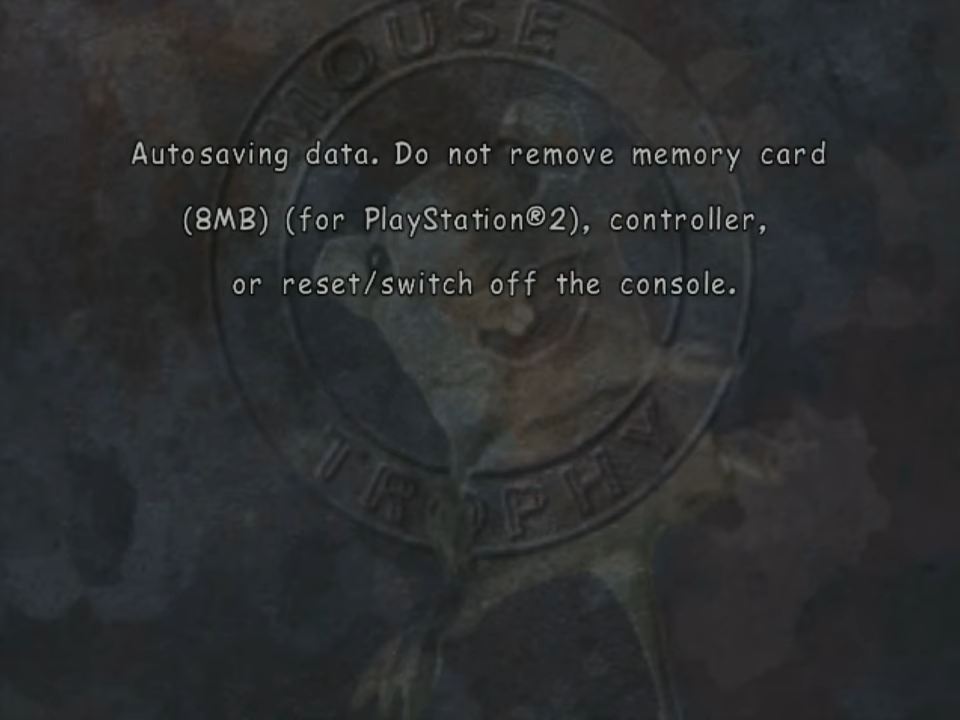 MOUSE
Autosaving data. Do not remove memory card
(8MB) (for PlayStation®2), controller,
or reset/switch off the console.
TROPHY